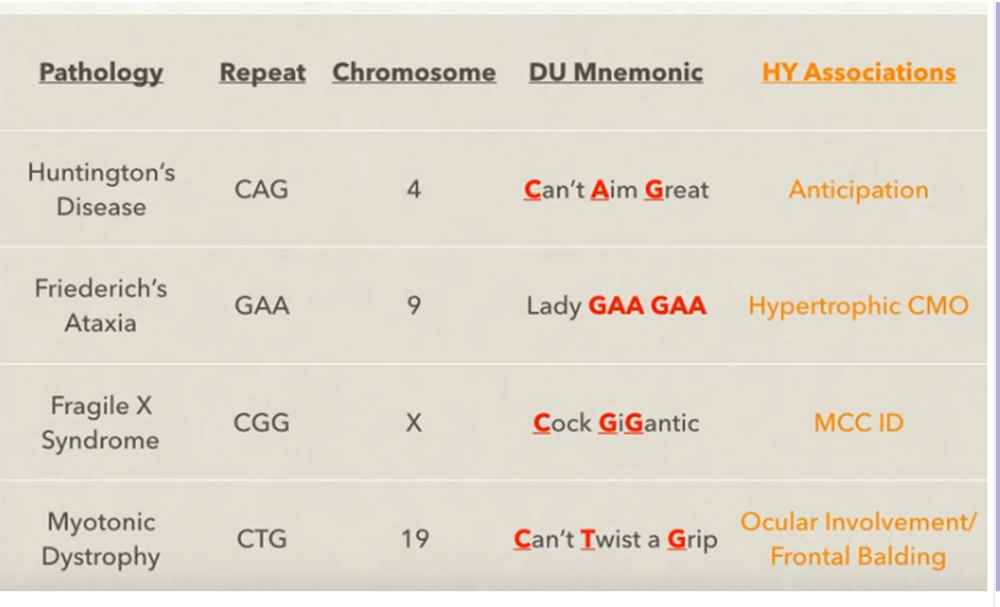 Pathology Repeat Chromosome DU Mnemonic HY Associations
Huntington's
Disease
CAG 4 Can't Aim Great Anticipation
Friederich's
Ataxia
GAA 9 Lady GAA GAA Hypertrophic CMO
Fragile X
Syndrome
CGG X Cock GiGantic MCC ID
Myotonic
Dystrophy
CTG 19 Can't Twist a Grip
Ocular Involvement/
Frontal Balding